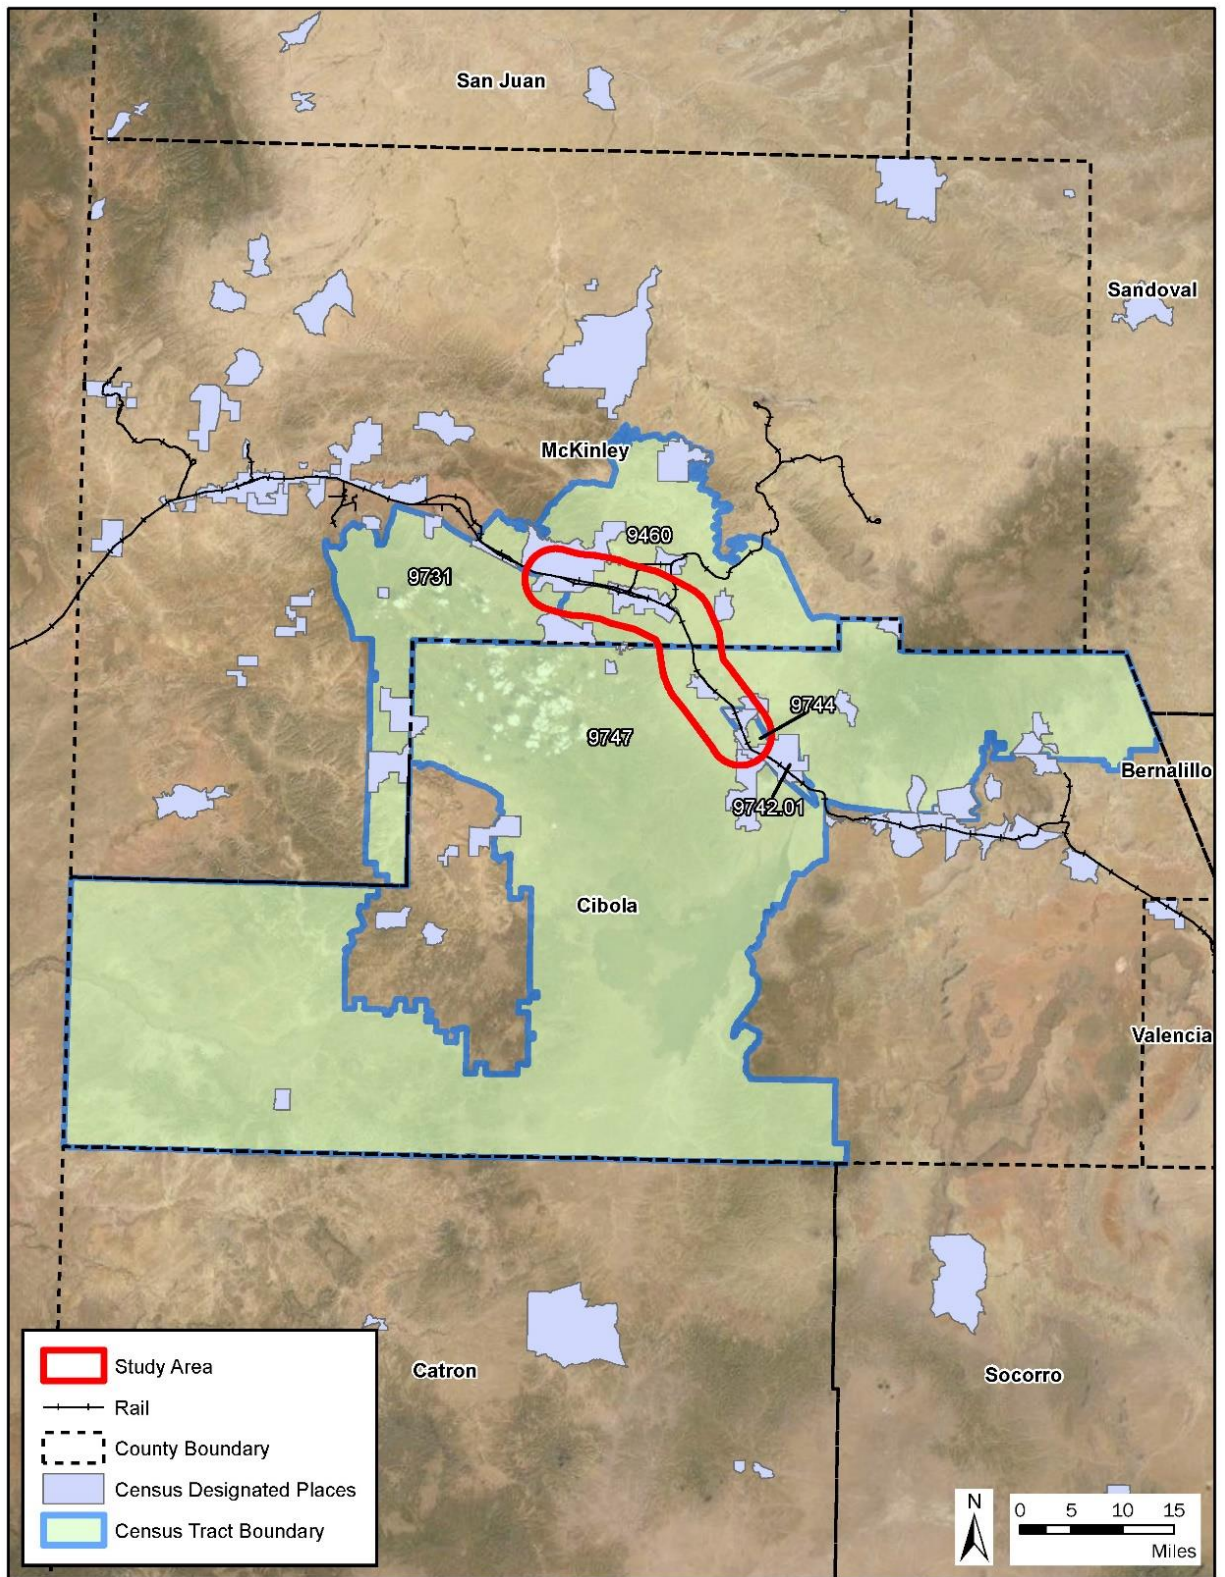 San Juan
Sandoval
McKinley
9460
9731
9744
9747
Bernalillo
9742.01
Cibola
Valencia
Catron
Socorro
Study Area
Rail
County Boundary
Census Designated Places
Census Tract Boundary
N
0 5 10 15
Miles